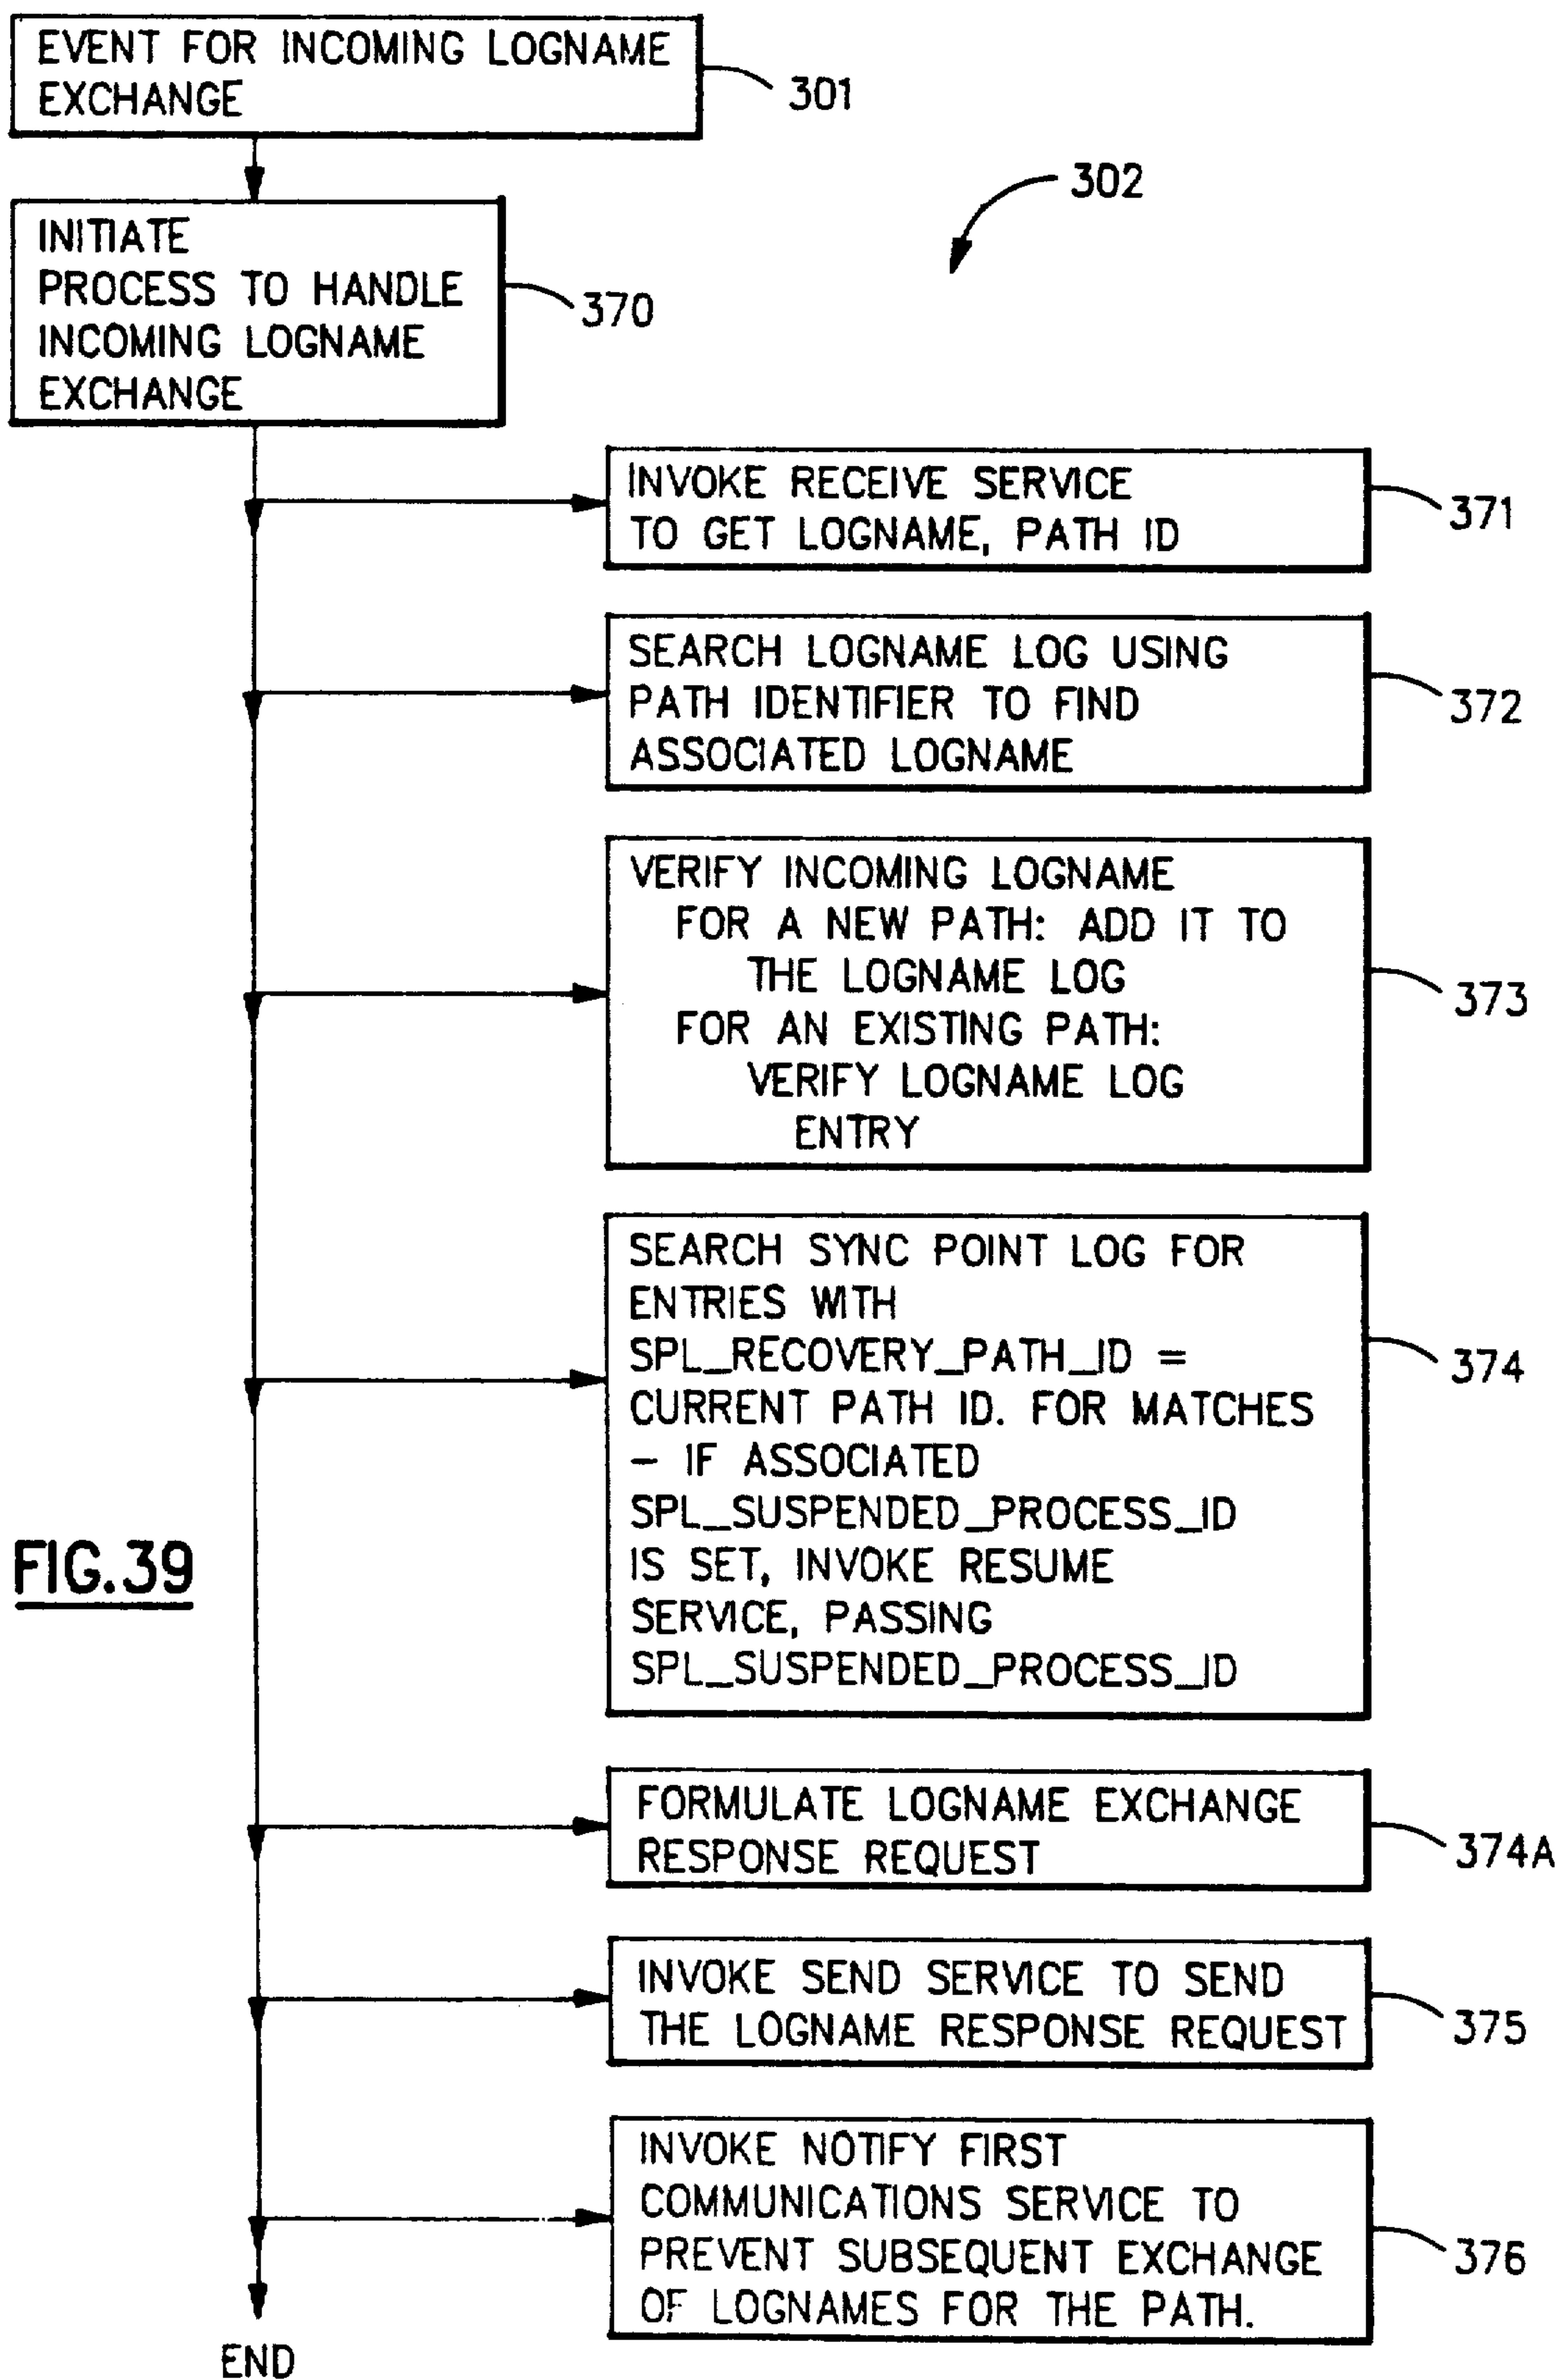 EVENT FOR INCOMING LOGNAME
EXCHANGE
301
302
INITIATE
PROCESS TO HANDLE
INCOMING LOGNAME
EXCHANGE
370
INVOKE RECEIVE SERVICE
TO GET LOGNAME, PATH ID
371
SEARCH LOGNAME LOG USING
PATH IDENTIFIER TO FIND
ASSOCIATED LOGNAME
372
VERIFY INCOMING LOGNAME
FOR A NEW PATH: ADD IT TO
THE LOGNAME LOG
FOR AN EXISTING PATH:
VERIFY LOGNAME LOG
ENTRY
373
SEARCH SYNC POINT LOG FOR
ENTRIES WITH
SPL_RECOVERY_PATH_ID =
CURRENT PATH ID. FOR MATCHES
- IF ASSOCIATED
SPL_SUSPENDED_PROCESS_ID
IS SET, INVOKE RESUME
SERVICE, PASSING
SPL_SUSPENDED_PROCESS_ID
374
FIG.39
FORMULATE LOGNAME EXCHANGE
RESPONSE REQUEST
374A
INVOKE SEND SERVICE TO SEND
THE LOGNAME RESPONSE REQUEST
375
INVOKE NOTIFY FIRST
COMMUNICATIONS SERVICE TO
PREVENT SUBSEQUENT EXCHANGE
OF LOGNAMES FOR THE PATH.
376
END